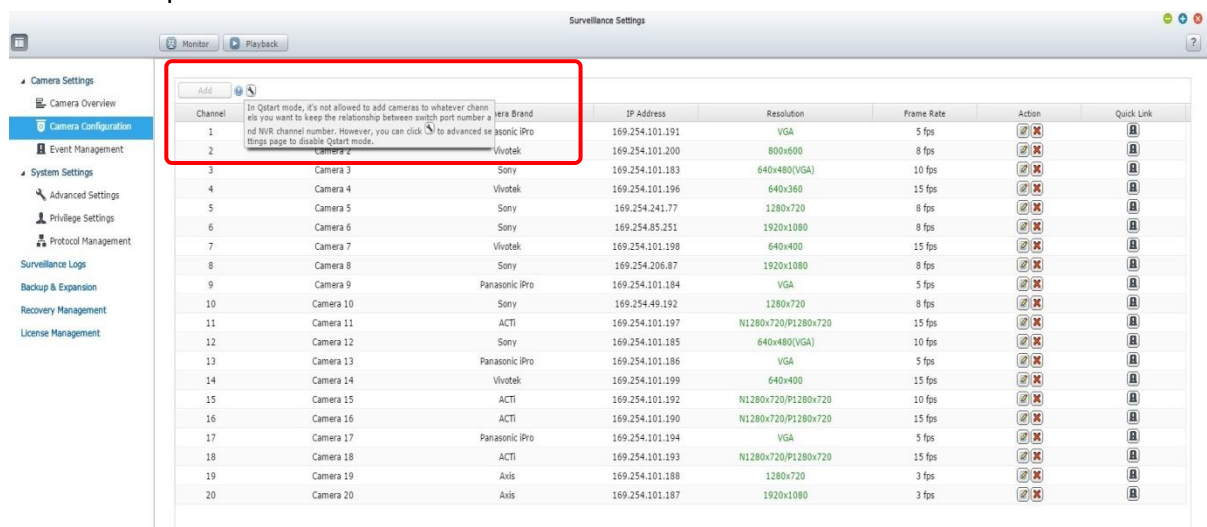 Surveillance Settings
Monitor Playback
Camera Settings
Camera Overview
Camera Configuration
Event Management
System Settings
Advanced Settings
Privilege Settings
Protocol Management
Surveillance Logs
Backup & Expansion
Recovery Management
License Management
Add
In Qstart mode, it's not allowed to add cameras to whatever chann
els you want to keep the relationship between switch port number a
nd NVR channel number. However, you can click to advanced se
ttings page to disable Qstart mode.
Channel era Brand IP Address Resolution Frame Rate Action Quick Link
1 asonic iPro 169.254.101.191 VGA 5 fps
2 Camera 2 Vivotek 169.254.101.200 800x600 8 fps
3 Camera 3 Sony 169.254.101.183 640x480(VGA) 10 fps
4 Camera 4 Vivotek 169.254.101.196 640x360 15 fps
5 Camera 5 Sony 169.254.241.77 1280x720 8 fps
6 Camera 6 Sony 169.254.85.251 1920x1080 8 fps
7 Camera 7 Vivotek 169.254.101.198 640x400 15 fps
8 Camera 8 Sony 169.254.206.87 1920x1080 8 fps
9 Camera 9 Panasonic iPro 169.254.101.184 VGA 5 fps
10 Camera 10 Sony 169.254.49.192 1280x720 8 fps
11 Camera 11 ACTi 169.254.101.197 N1280x720/P1280x720 15 fps
12 Camera 12 Sony 169.254.101.185 640x480(VGA) 10 fps
13 Camera 13 Panasonic iPro 169.254.101.186 VGA 5 fps
14 Camera 14 Vivotek 169.254.101.199 640x400 15 fps
15 Camera 15 ACTi 169.254.101.192 N1280x720/P1280x720 10 fps
16 Camera 16 ACTi 169.254.101.190 N1280x720/P1280x720 15 fps
17 Camera 17 Panasonic iPro 169.254.101.194 VGA 5 fps
18 Camera 18 ACTi 169.254.101.193 N1280x720/P1280x720 15 fps
19 Camera 19 Axis 169.254.101.188 1280x720 3 fps
20 Camera 20 Axis 169.254.101.187 1920x1080 3 fps